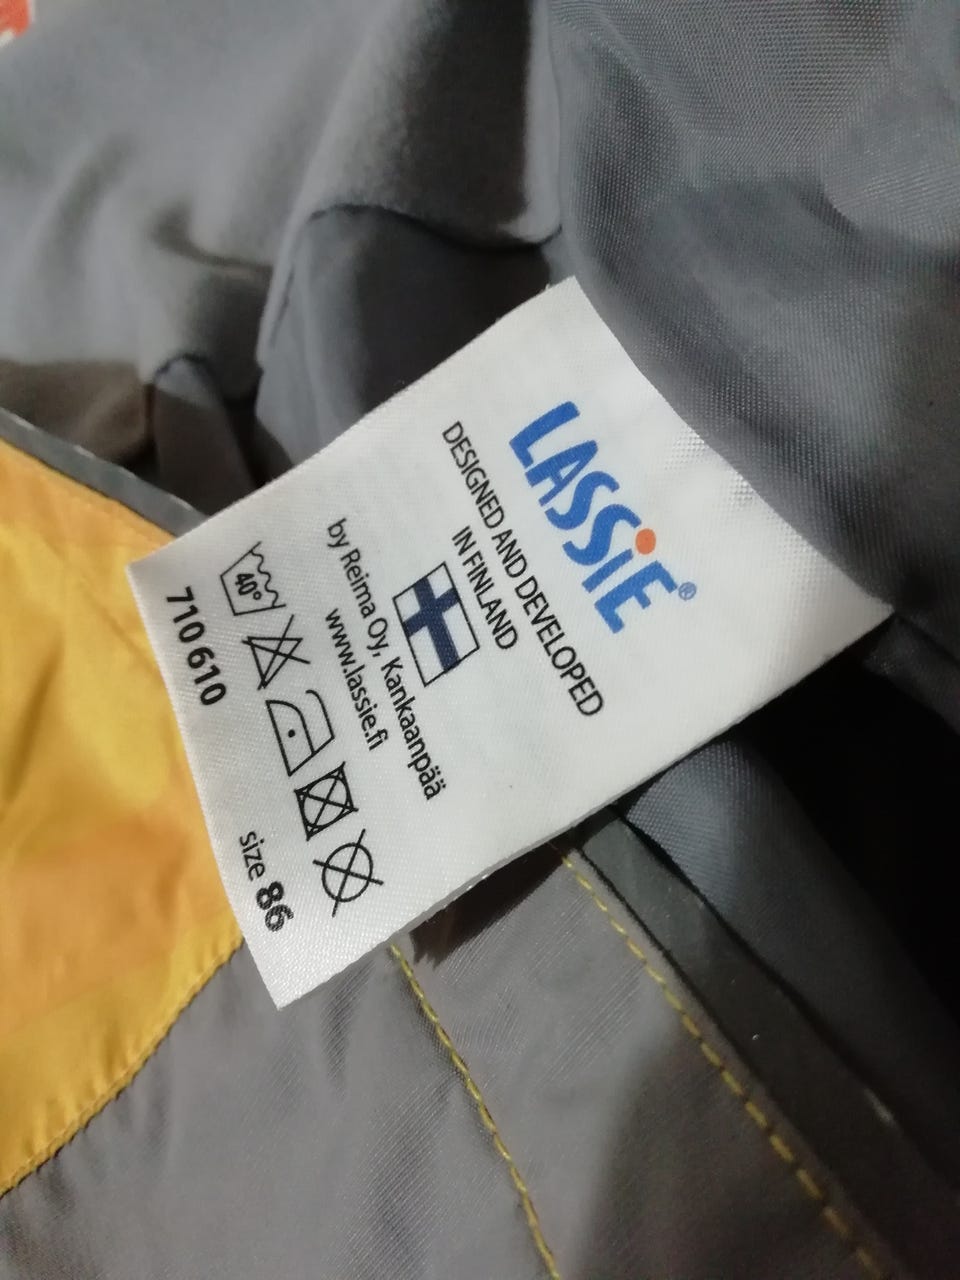 LASSiE®
DESIGNED AND DEVELOPED
IN FINLAND
by Reima Oy, Kankaanpää
www.lassie.fi
40°
710610 size 86